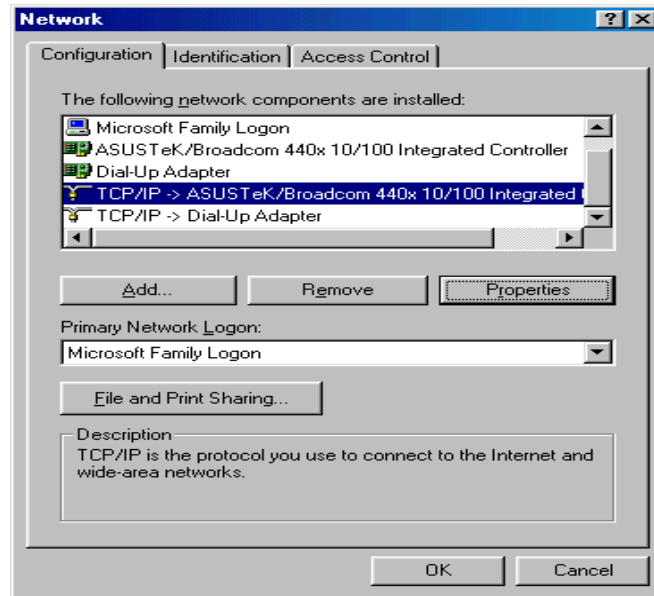 Network
Configuration Identification Access Control
The following network components are installed:
Microsoft Family Logon
ASUSTeK/Broadcom 440x 10/100 Integrated Controller
Dial-Up Adapter
TCP/IP -> ASUSTeK/Broadcom 440x 10/100 Integrated
TCP/IP -> Dial-Up Adapter
Add... Remove Properties
Primary Network Logon:
Microsoft Family Logon
File and Print Sharing...
Description
TCP/IP is the protocol you use to connect to the Internet and
wide-area networks.
OK Cancel